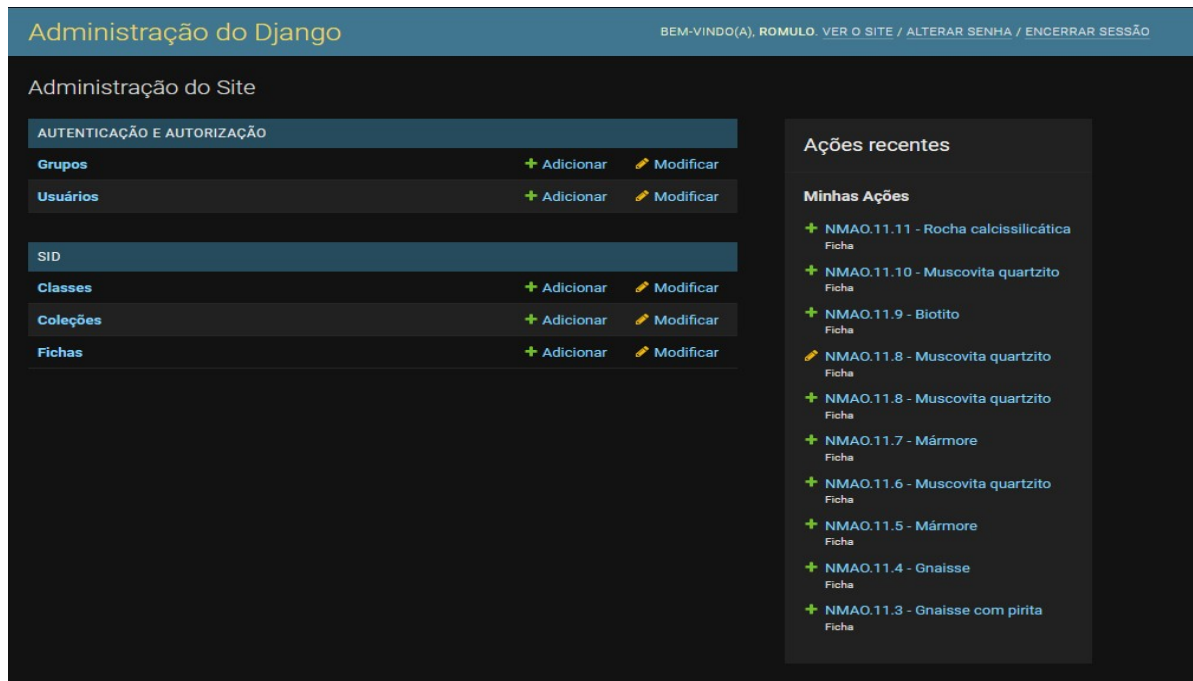 Administração do Django
BEM-VINDO(A), ROMULO. VER O SITE / ALTERAR SENHA / ENCERRAR SESSÃO
Administração do Site
AUTENTICAÇÃO E AUTORIZAÇÃO
Grupos Adicionar Modificar
Usuários Adicionar Modificar
SID
Classes Adicionar Modificar
Coleções Adicionar Modificar
Fichas Adicionar Modificar
Ações recentes
Minhas Ações
NMAO.11.11 - Rocha calcissilicática
Ficha
NMAO.11.10 - Muscovita quartzito
Ficha
NMAO.11.9 - Biotito
Ficha
NMAO.11.8 - Muscovita quartzito
Ficha
NMAO.11.8 - Muscovita quartzito
Ficha
NMAO.11.7 - Mármore
Ficha
NMAO.11.6 - Muscovita quartzito
Ficha
NMAO.11.5 - Mármore
Ficha
NMAO.11.4 - Gnaisse
Ficha
NMAO.11.3 - Gnaisse com pirita
Ficha